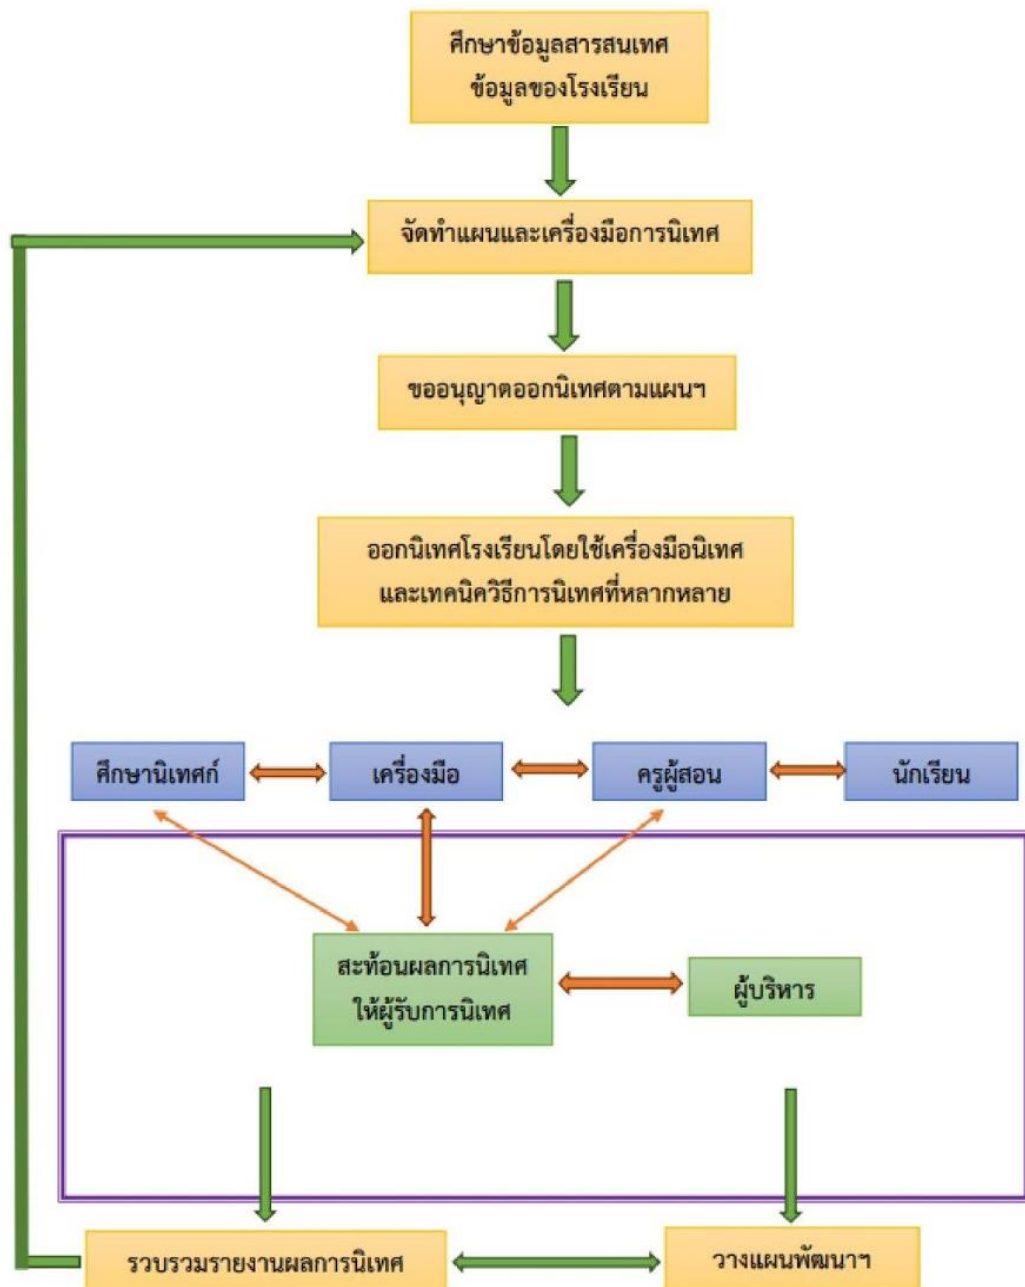 ศึกษาข้อมูลสารสนเทศ
ข้อมูลของโรงเรียน
จัดทำแผนและเครื่องมือการนิเทศ
ขออนุญาตออกนิเทศตามแผนฯ
ออกนิเทศโรงเรียนโดยใช้เครื่องมือนิเทศ
และเทคนิควิธีการนิเทศที่หลากหลาย
ศึกษานิเทศก์
เครื่องมือ
ครูผู้สอน
นักเรียน
สะท้อนผลการนิเทศ
ให้ผู้รับการนิเทศ
ผู้บริหาร
รวบรวมรายงานผลการนิเทศ
วางแผนพัฒนาฯ